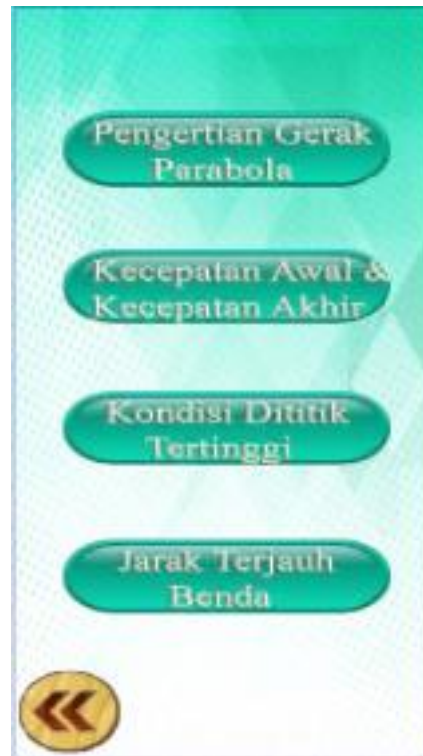 Pengertian Gerak
Parabola
Kecepatan Awal &
Kecepatan Akhir
Kondisi Dititik
Tertinggi
Jarak Terjauh
Benda